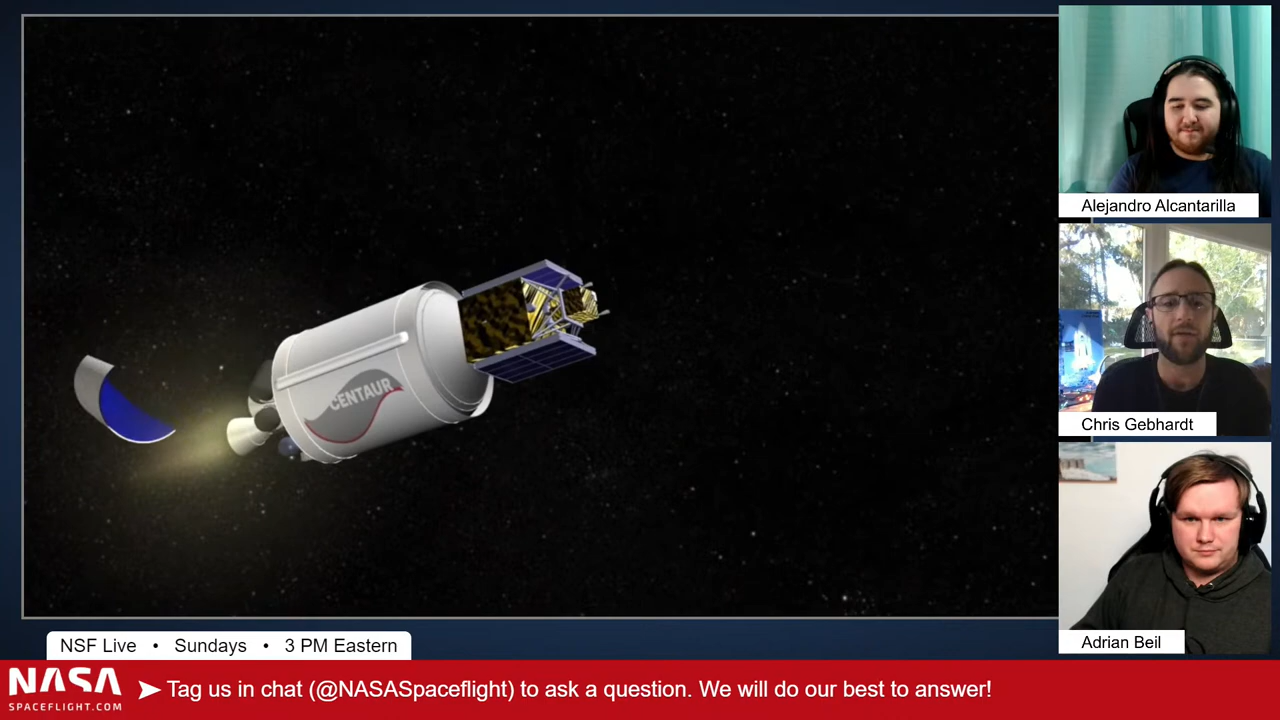 CENTAUR
Alejandro Alcantarilla
Chris Gebhardt
Adrian Beil
NSF Live • Sundays • 3 PM Eastern
NASA
SPACEFLIGHT.COM
Tag us in chat (@NASASpaceflight) to ask a question. We will do our best to answer!